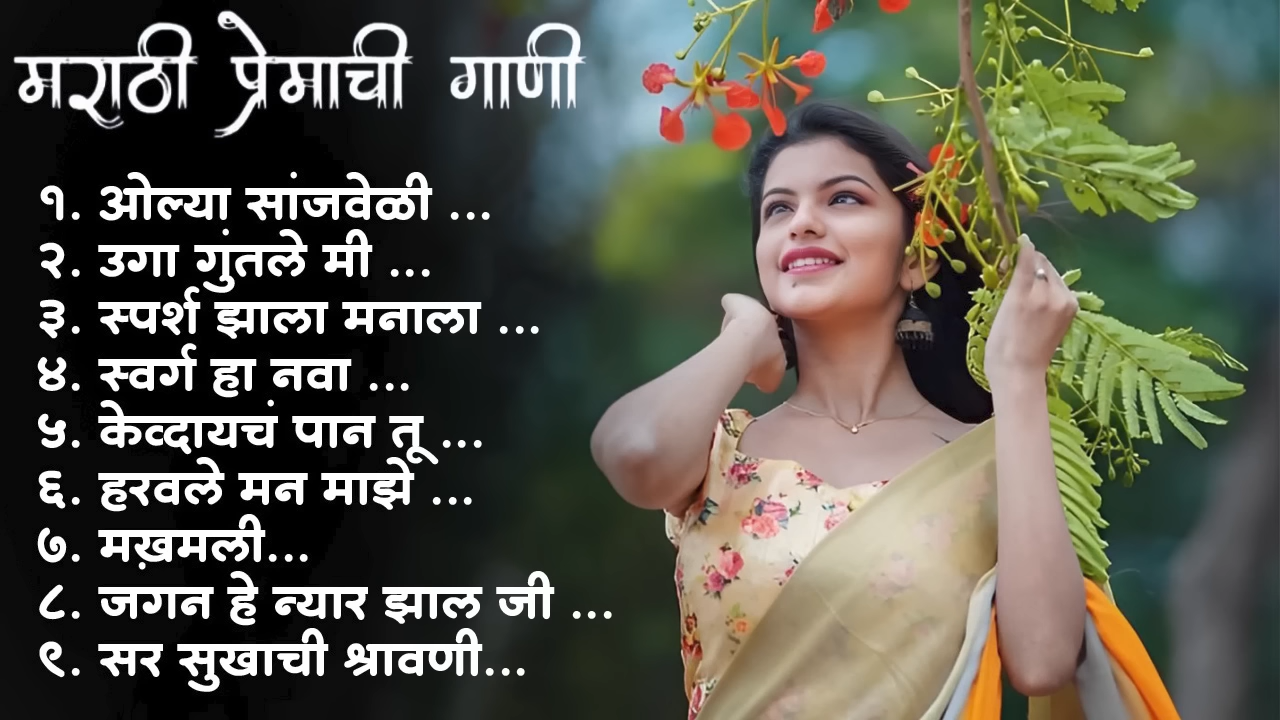 मराठी प्रेमाची गाणी
१. ओल्या सांजवेळी ...
२. उगा गुंतले मी ...
३. स्पर्श झाला मनाला ...
४. स्वर्ग हा नवा ...
५. केव्दायचं पान तू ...
६. हरवले मन माझे ...
७. मख़मली...
८. जगन हे न्यार झाल जी ...
९. सर सुखाची श्रावणी...